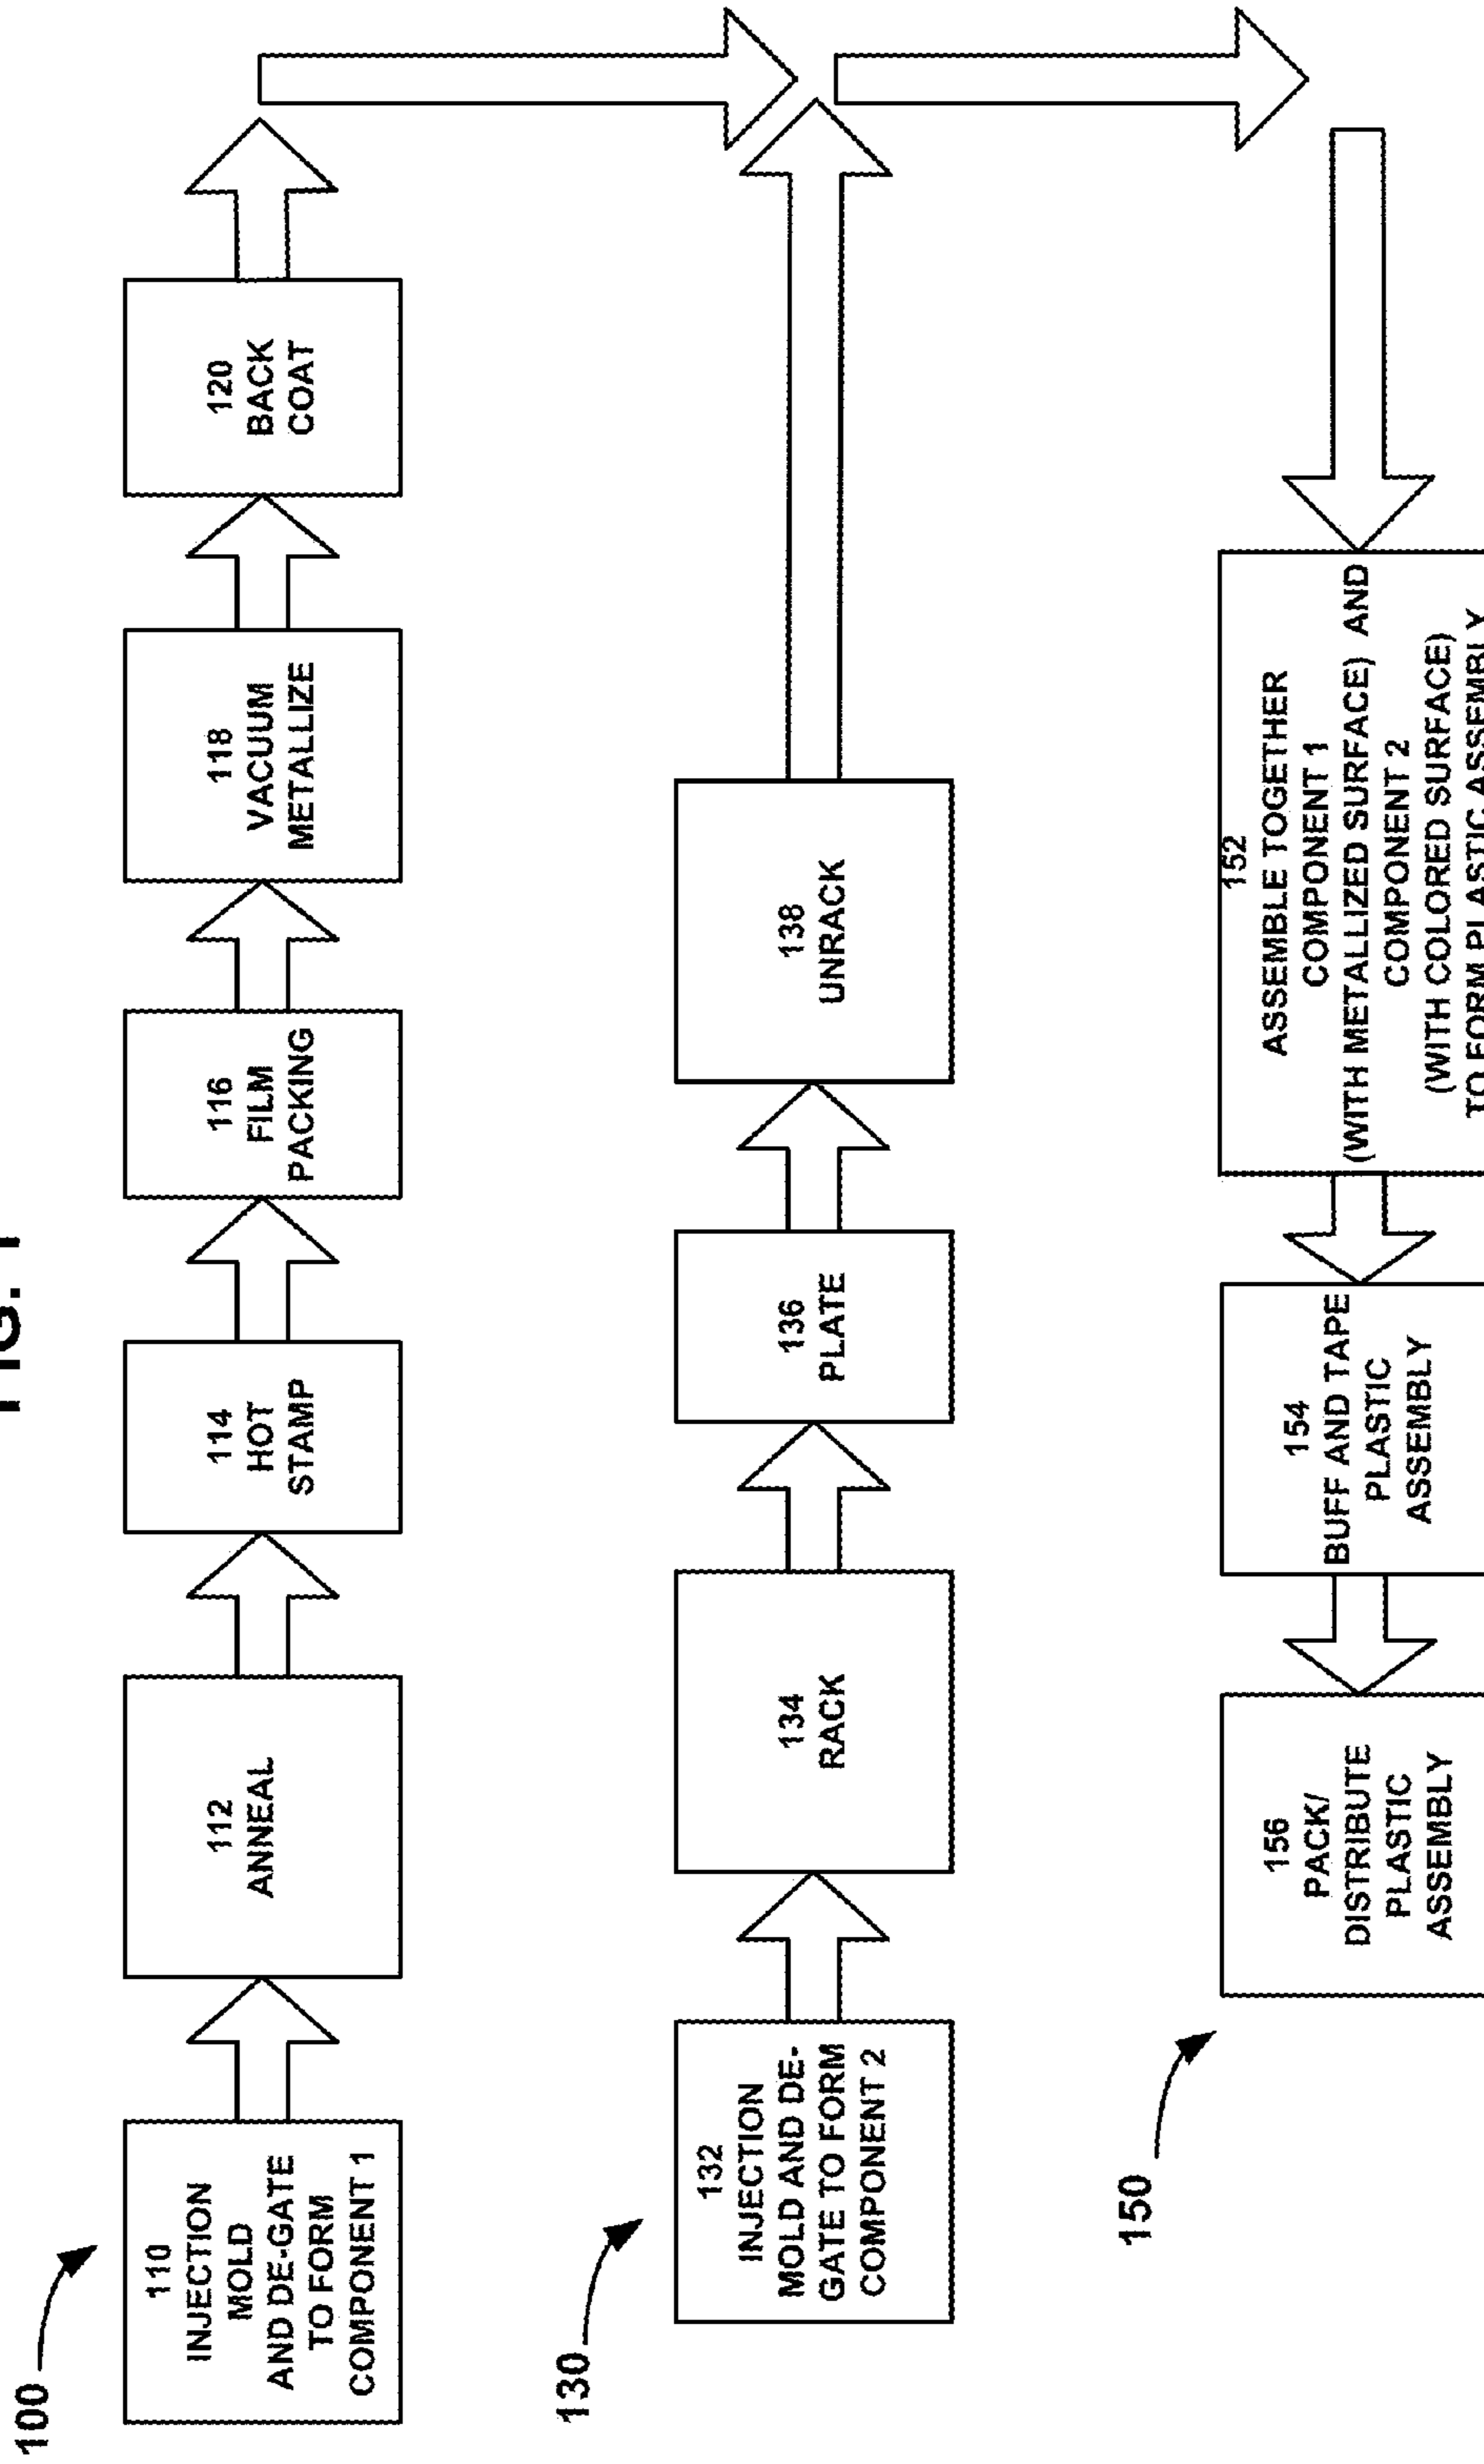 FIG. 1
100
110
INJECTION
MOLD
AND DE-GATE
TO FORM
COMPONENT 1
112
ANNEAL
114
HOT
STAMP
116
FILM
PACKING
118
VACUUM
METALLIZE
120
BACK
COAT
130
132
INJECTION
MOLD AND DE-
GATE TO FORM
COMPONENT 2
134
RACK
136
PLATE
138
UNRACK
150
152
ASSEMBLE TOGETHER
COMPONENT 1
(WITH METALLIZED SURFACE) AND
COMPONENT 2
(WITH COLORED SURFACE)
TO FORM PLASTIC ASSEMBLY
154
BUFF AND TAPE
PLASTIC
ASSEMBLY
156
PACK/
DISTRIBUTE
PLASTIC
ASSEMBLY